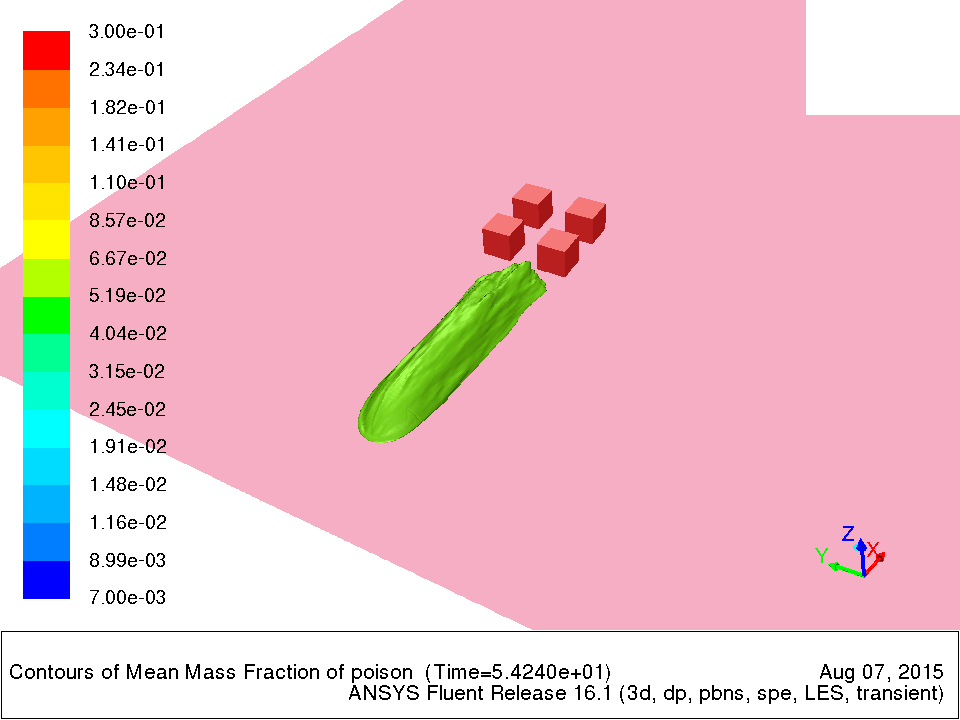 3.00e-01
2.34e-01
1.82e-01
1.41e-01
1.10e-01
8.57e-02
6.67e-02
5.19e-02
4.04e-02
3.15e-02
2.45e-02
1.91e-02
1.48e-02
1.16e-02
8.99e-03
7.00e-03
Z
X
Y
Contours of Mean Mass Fraction of poison (Time=5.4240e+01)
Aug 07, 2015
ANSYS Fluent Release 16.1 (3d, dp, pbns, spe, LES, transient)